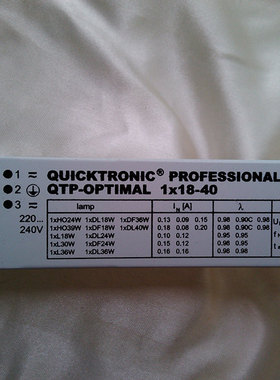 1 ≂ QUICKTRONIC® PROFESSIONAL
2 ⏚ QTP-OPTIMAL 1x18-40
3 ≂
lamp I_N [A] λ
220... 1xHO24W 1xDL18W 1xDF36W 0.13 0.09 0.15 0.98 0.90C 0.98 U
240V 1xHO39W 1xDF18W 1xDL40W 0.18 0.08 0.20 0.98 0.90C 0.98
1xL18W 1xDL24W 0.10 0.12 0.95 0.95
1xL30W 1xDF24W 0.15 0.12 0.98 0.95
1xL36W 1xDL36W 0.16 0.16 0.98 0.98